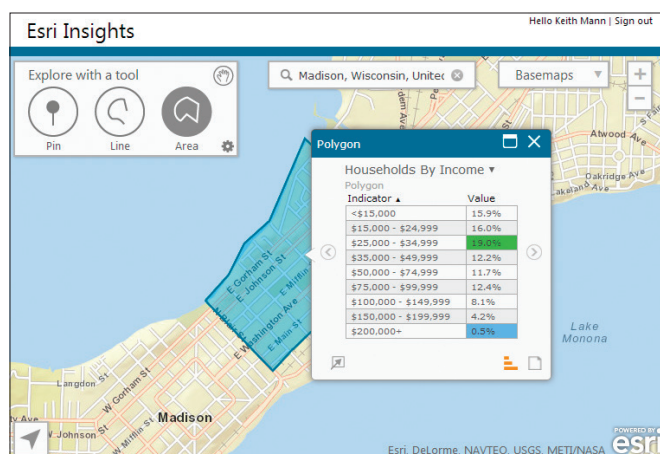 Hello Keith Mann | Sign out
Esri Insights
Explore with a tool
Pin
Line
Area
Madison, Wisconsin, Unitec
Basemaps
Atwood Ave
Oakridge Ave
Lakeland Ave
Polygon
Households By Income
Polygon
Indicator Value
<$15,000 15.9%
$15,000 - $24,999 16.0%
$25,000 - $34,999 19.0%
$35,000 - $49,999 12.2%
$50,000 - $74,999 11.7%
$75,000 - $99,999 12.4%
$100,000 - $149,999 8.1%
$150,000 - $199,999 4.2%
$200,000+ 0.5%
E Gorham St
E Johnson St
E Mifflin
N Blair St
E Washington Ave
E Main St
Lake
Monona
Langdon St
W Gorham St
Madison
W Johnson St
W Mifflin St
Esri, DeLorme, NAVTEQ, USGS, METI/NASA
POWERED BY
esri